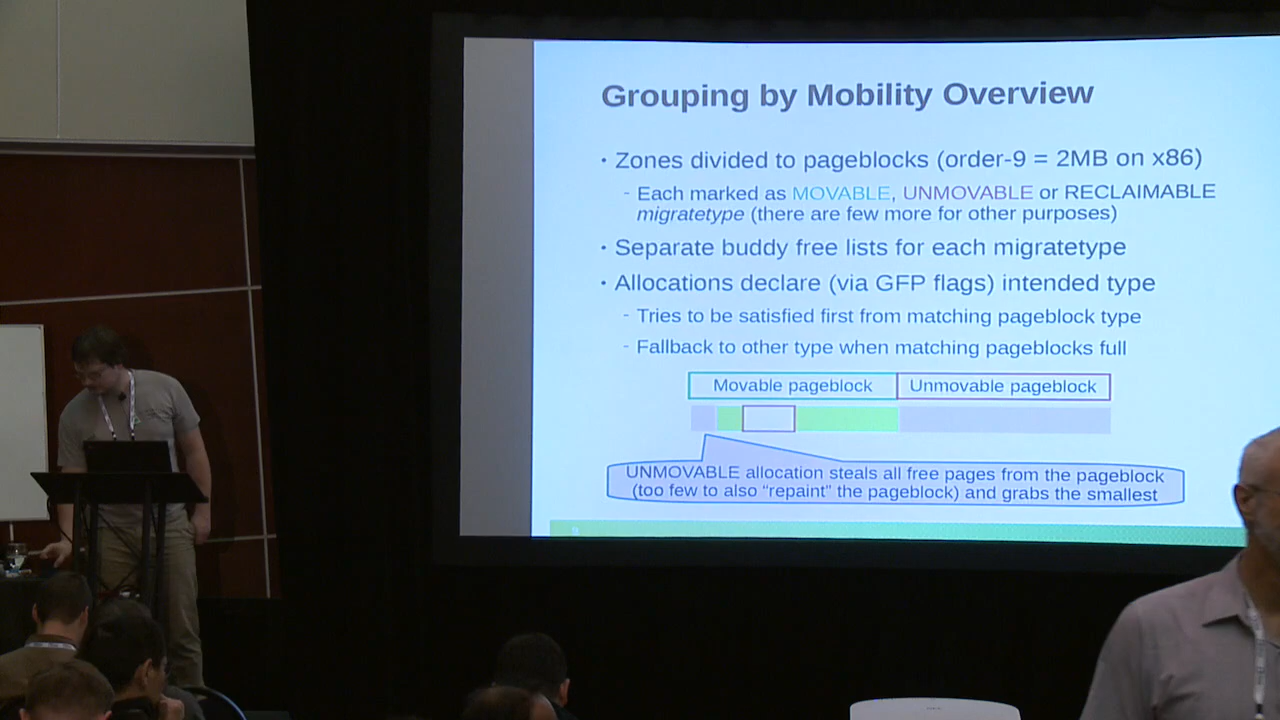 Grouping by Mobility Overview
• Zones divided to pageblocks (order-9 = 2MB on x86)
- Each marked as MOVABLE, UNMOVABLE or RECLAIMABLE
migratetype (there are few more for other purposes)
• Separate buddy free lists for each migratetype
• Allocations declare (via GFP flags) intended type
- Tries to be satisfied first from matching pageblock type
- Fallback to other type when matching pageblocks full
Movable pageblock Unmovable pageblock
UNMOVABLE allocation steals all free pages from the pageblock
(too few to also “repaint” the pageblock) and grabs the smallest